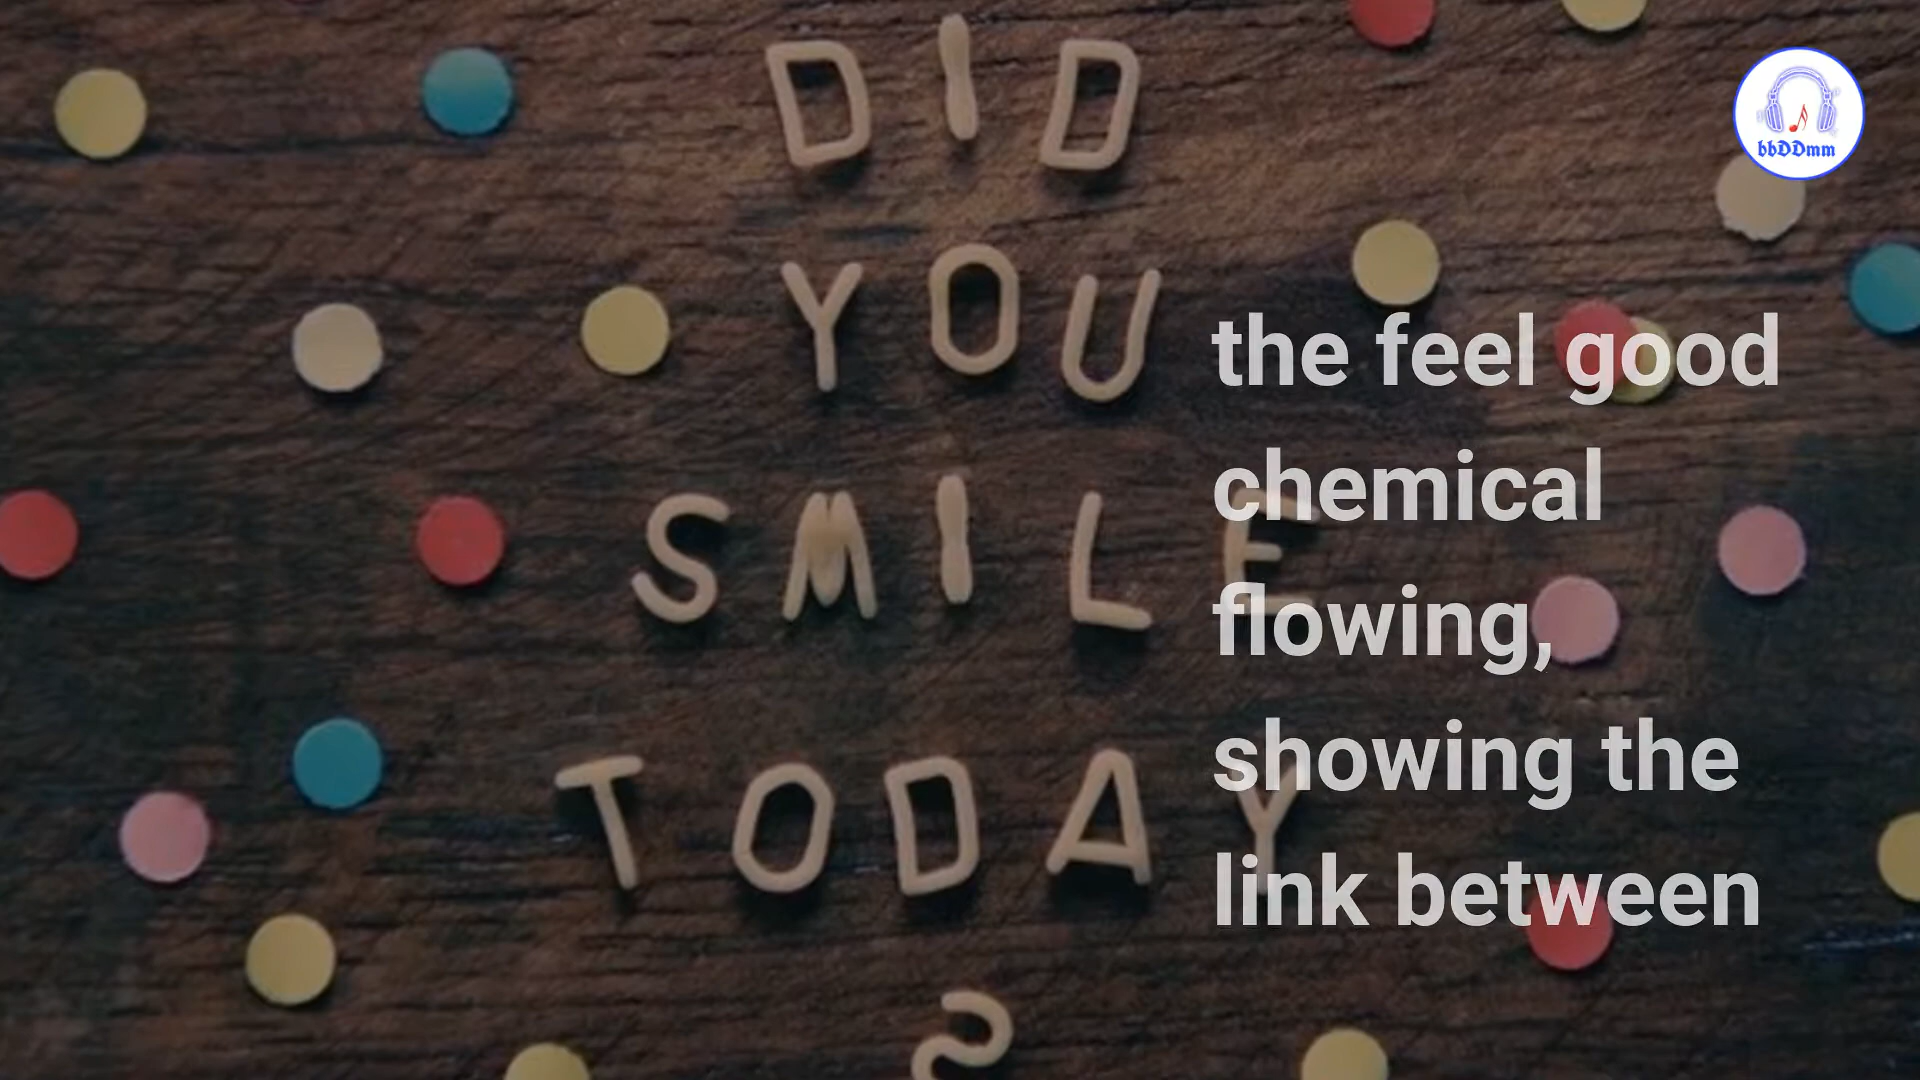 DID
YOU
SMILE
TODAY
?
the feel good
chemical
flowing,
showing the
link between
bbDDmm